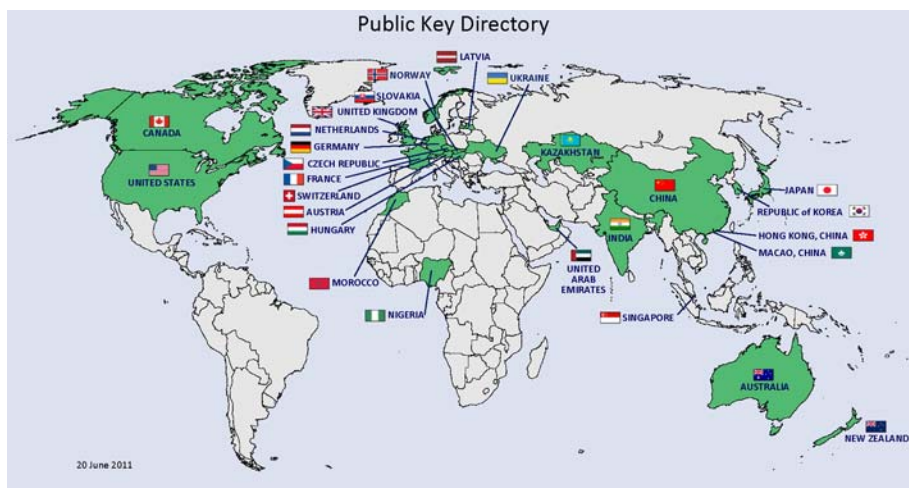 Public Key Directory
LATVIA
NORWAY
UKRAINE
SLOVAKIA
UNITED KINGDOM
CANADA
NETHERLANDS
GERMANY
KAZAKHSTAN
CZECH REPUBLIC
UNITED STATES
FRANCE
JAPAN
CHINA
SWITZERLAND
REPUBLIC of KOREA
AUSTRIA
HUNGARY
INDIA
HONG KONG, CHINA
MACAO, CHINA
MOROCCO
UNITED
ARAB
EMIRATES
NIGERIA
SINGAPORE
AUSTRALIA
NEW ZEALAND
20 June 2011